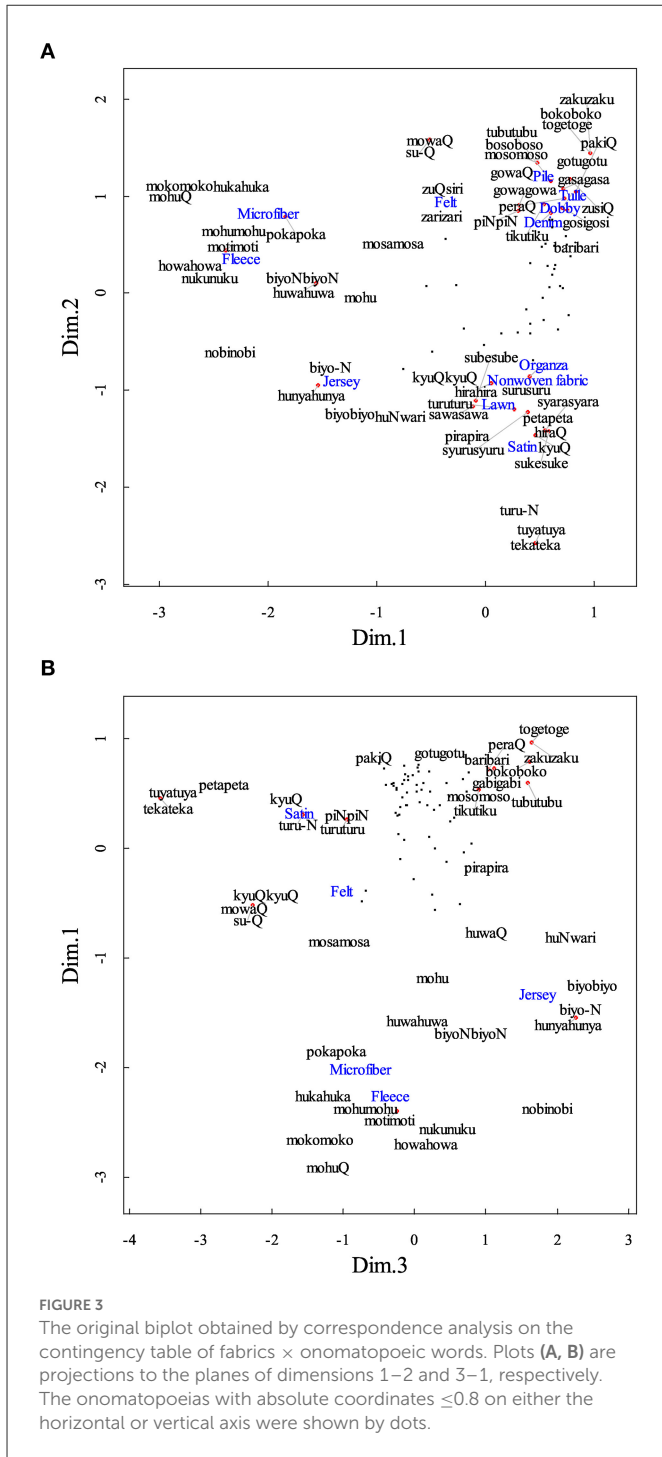 A
zakuzaku
bokoboko
togetoge
tubutubu
mowaQ
bosoboso
pakiQ
su-Q
mosomoso
gotugotu
gowaQ
Pile
gasagasa
mokomoko
hukahuka
zuQsiri
gowagowa
Tulle
mohuQ
Felt
peraQ
Dobby
zusiQ
Microfiber
zarizari
piNpiN
Denim
gosigosi
mohumohu
pokapoka
tikutiku
motimoti
mosamosa
baribari
Fleece
howahowa
nukunuku
biyoNbiyoN
huwahuwa
mohu
nobinobi
subesube
biyo-N
Organza
Jersey
kyuQkyuQ
Nonwoven fabric
hunyahunya
hirahira
surusuru
turuturu
Lawn
syarasyara
biyobiyo
huNwari
sawasawa
petapeta
pirapira
hiraQ
syurusyuru
Satin
kyuQ
sukesuke
turu-N
tuyatuya
tekateka
2
1
0
-1
-2
-3
Dim.2
-3 -2 -1 0 1
Dim.1
B
togetoge
peraQ
pakiQ
gotugotu
baribari
zakuzaku
bokoboko
petapeta
gabigabi
tuyatuya
kyuQ
mosomoso
tubutubu
tekateka
Satin
piNpiN
tikutiku
turu-N
turuturu
pirapira
Felt
kyuQkyuQ
mowaQ
su-Q
mosamosa
huwaQ
huNwari
mohu
biyobiyo
Jersey
biyo-N
huwahuwa
hunyahunya
biyoNbiyoN
pokapoka
Microfiber
hukahuka
Fleece
mohumohu
nobinobi
motimoti
nukunuku
mokomoko
howahowa
mohuQ
1
0
-1
-2
-3
Dim.1
-4 -3 -2 -1 0 1 2 3
Dim.3
FIGURE 3
The original biplot obtained by correspondence analysis on the
contingency table of fabrics × onomatopoeic words. Plots (A, B) are
projections to the planes of dimensions 1–2 and 3–1, respectively.
The onomatopoeias with absolute coordinates ≤0.8 on either the
horizontal or vertical axis were shown by dots.